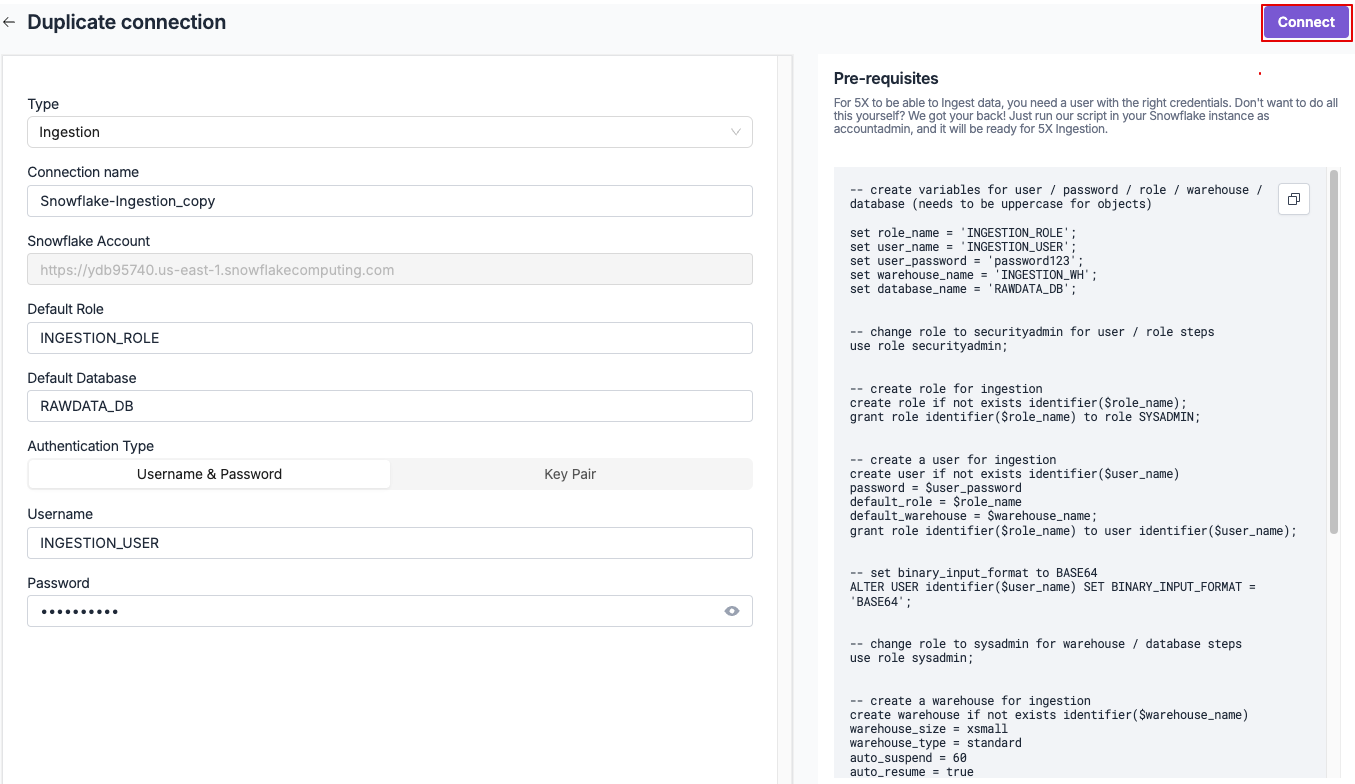 Duplicate connection
Connect
Type
Ingestion
Connection name
Snowflake-Ingestion_copy
Snowflake Account
https://ydb95740.us-east-1.snowflakecomputing.com
Default Role
INGESTION_ROLE
Default Database
RAWDATA_DB
Authentication Type
Username & Password
Key Pair
Username
INGESTION_USER
Password
••••••••••
Pre-requisites
For 5X to be able to Ingest data, you need a user with the right credentials. Don't want to do all
this yourself? We got your back! Just run our script in your Snowflake instance as
accountadmin, and it will be ready for 5X Ingestion.
-- create variables for user / password / role / warehouse /
database (needs to be uppercase for objects)
set role_name = 'INGESTION_ROLE';
set user_name = 'INGESTION_USER';
set user_password = 'password123';
set warehouse_name = 'INGESTION_WH';
set database_name = 'RAWDATA_DB';
-- change role to securityadmin for user / role steps
use role securityadmin;
-- create role for ingestion
create role if not exists identifier($role_name);
grant role identifier($role_name) to role SYSADMIN;
-- create a user for ingestion
create user if not exists identifier($user_name)
password = $user_password
default_role = $role_name
default_warehouse = $warehouse_name;
grant role identifier($role_name) to user identifier($user_name);
-- set binary_input_format to BASE64
ALTER USER identifier($user_name) SET BINARY_INPUT_FORMAT =
'BASE64';
-- change role to sysadmin for warehouse / database steps
use role sysadmin;
-- create a warehouse for ingestion
create warehouse if not exists identifier($warehouse_name)
warehouse_size = xsmall
warehouse_type = standard
auto_suspend = 60
auto_resume = true